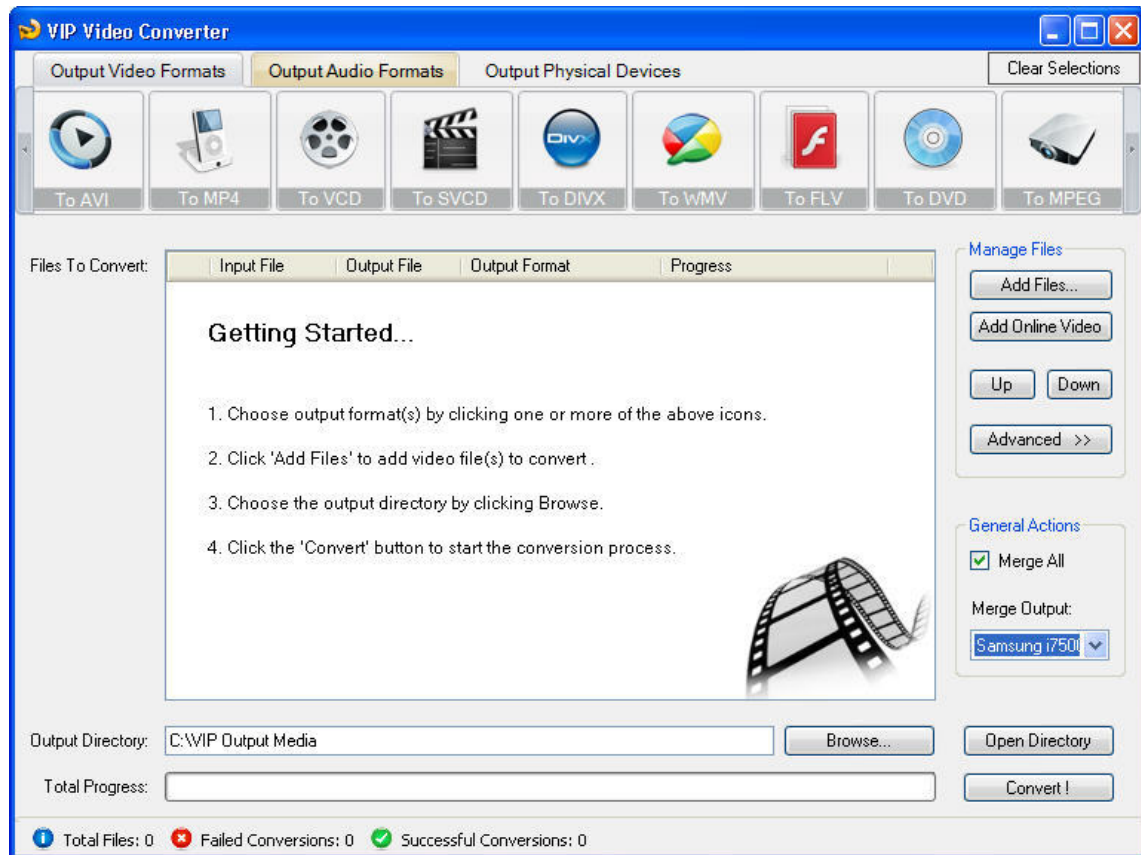 VIP Video Converter
Output Video Formats
Output Audio Formats
Output Physical Devices
Clear Selections
To AVI
To MP4
To VCD
To SVCD
DIVX
To DIVX
To WMV
To FLV
To DVD
To MPEG
Files To Convert:
Input File
Output File
Output Format
Progress
Getting Started...
1. Choose output format(s) by clicking one or more of the above icons.
2. Click 'Add Files' to add video file(s) to convert .
3. Choose the output directory by clicking Browse.
4. Click the 'Convert' button to start the conversion process.
Manage Files
Add Files...
Add Online Video
Up
Down
Advanced >>
General Actions
Merge All
Merge Output:
Samsung i750
Output Directory:
C:\VIP Output Media
Browse...
Open Directory
Total Progress:
Convert !
Total Files: 0
Failed Conversions: 0
Successful Conversions: 0